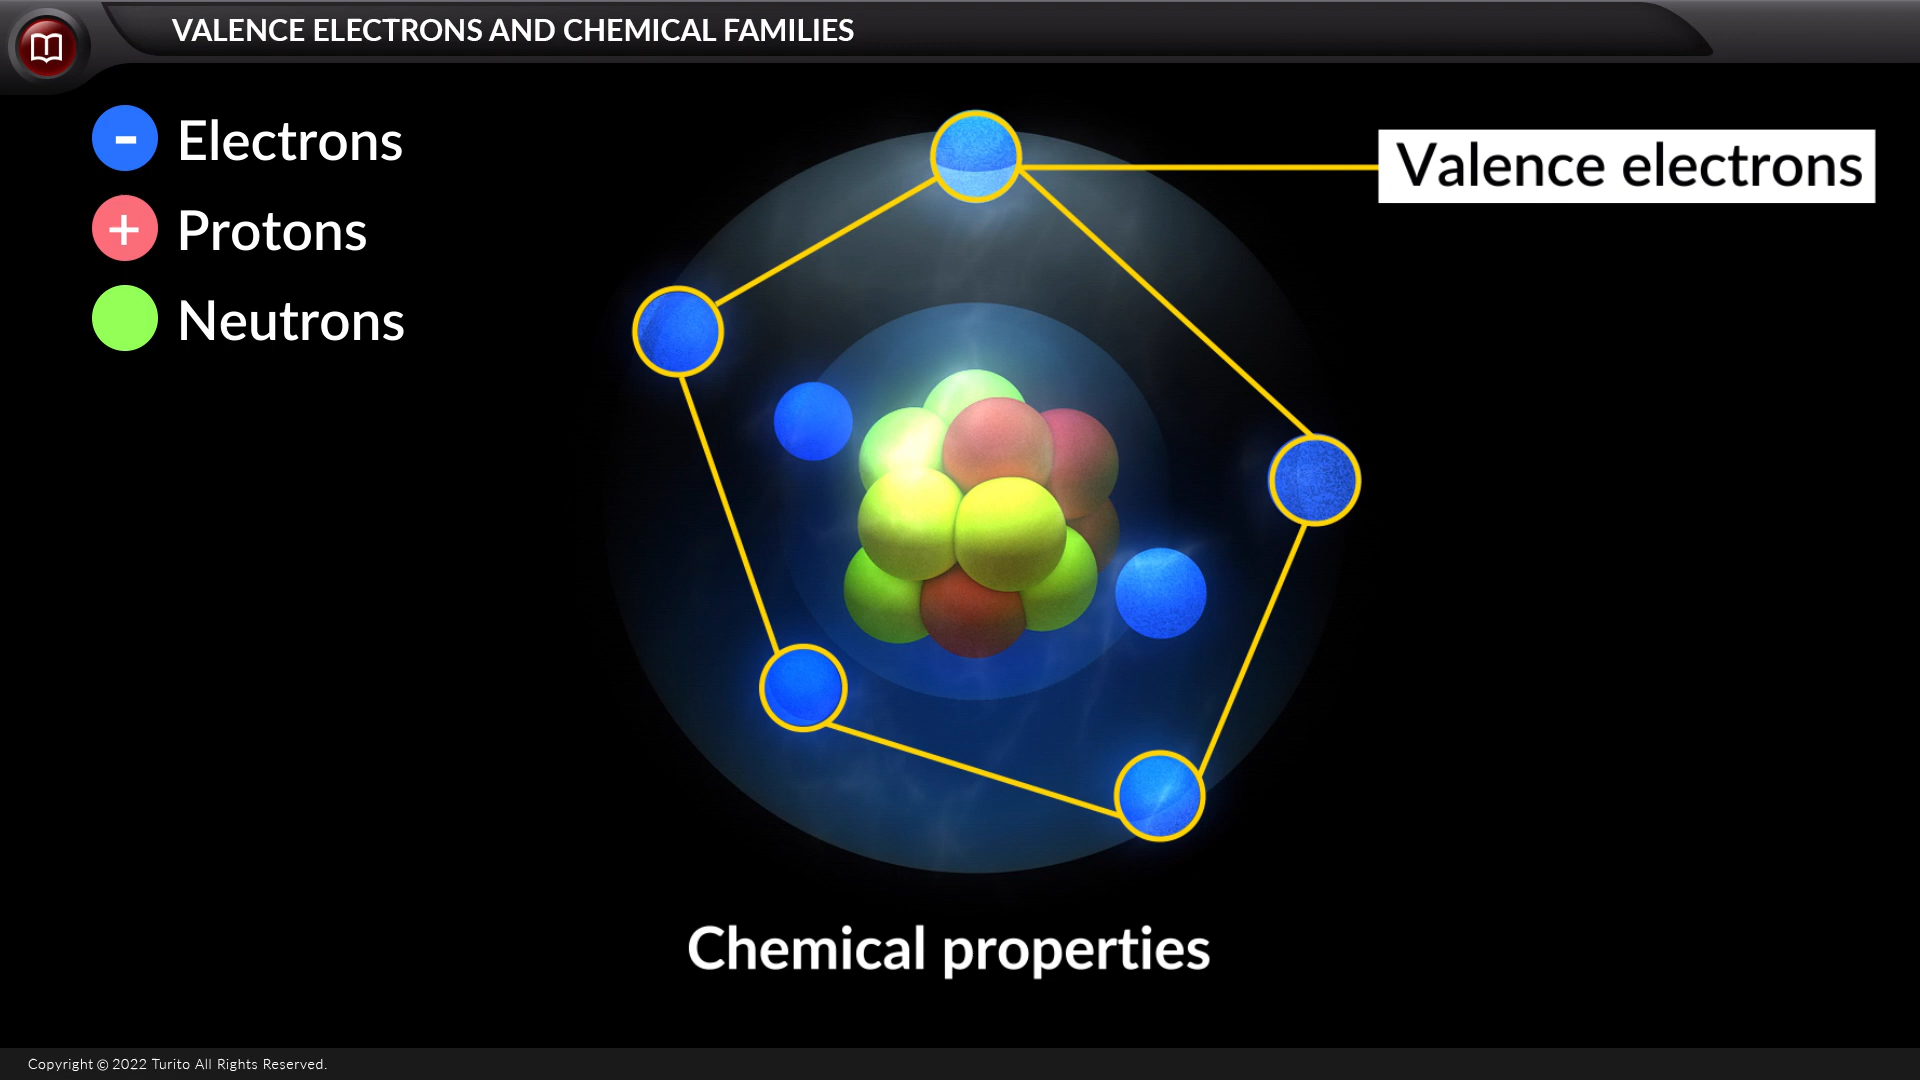 VALENCE ELECTRONS AND CHEMICAL FAMILIES
- Electrons
+ Protons
Neutrons
Valence electrons
Chemical properties
Copyright © 2022 Turito All Rights Reserved.